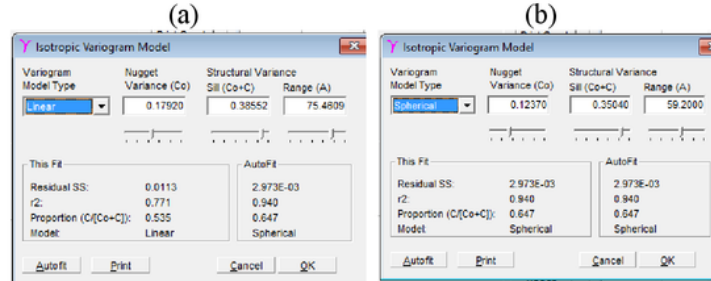 (a)
(b)
Isotropic Variogram Model
Variogram Model Type
Nugget Variance (Co)
Structural Variance
Sill (Co+C)
Range (A)
Linear
0.17920
0.38552
75.4609
This Fit
AutoFit
Residual SS: 0.0113 2.973E-03
r2: 0.771 0.940
Proportion (C/[Co+C]): 0.535 0.647
Model: Linear Spherical
Autofit
Print
Cancel
OK
Isotropic Variogram Model
Variogram Model Type
Nugget Variance (Co)
Structural Variance
Sill (Co+C)
Range (A)
Spherical
0.12370
0.35040
59.2000
This Fit
AutoFit
Residual SS: 2.973E-03 2.973E-03
r2: 0.940 0.940
Proportion (C/[Co+C]): 0.647 0.647
Model: Spherical Spherical
Autofit
Print
Cancel
OK